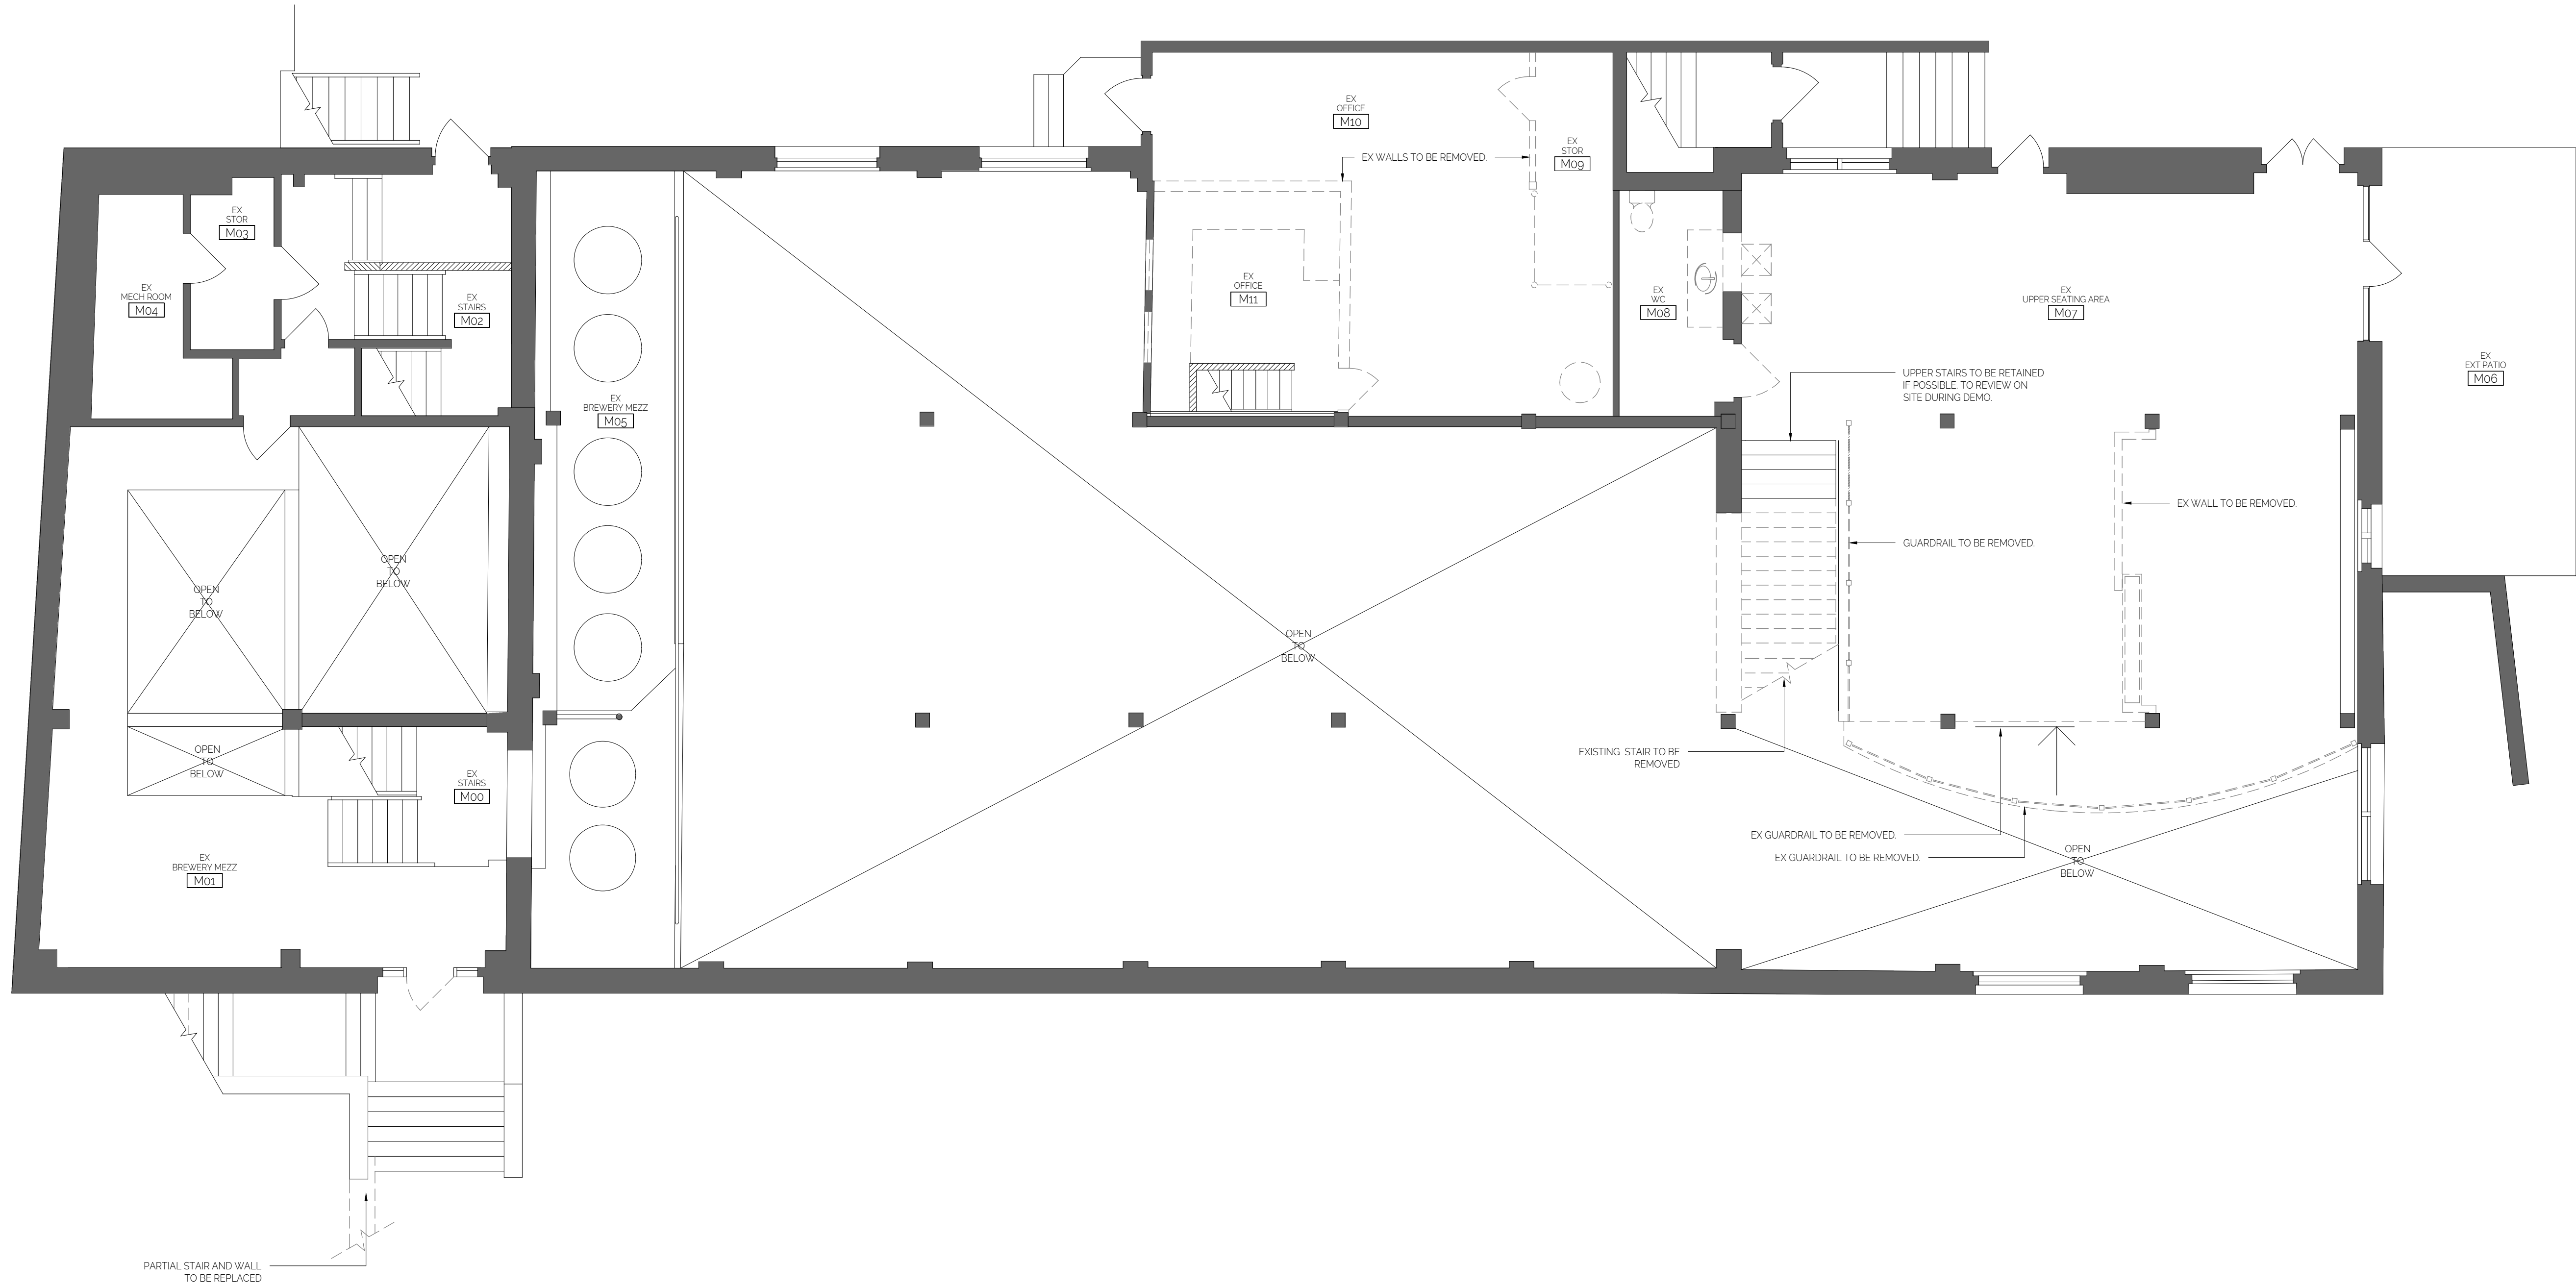 EX
OFFICE
M10
EX WALLS TO BE REMOVED.
EX
STOR
M09
EX
STOR
M03
EX
MECH ROOM
M04
EX
STAIRS
M02
EX
OFFICE
M11
EX
WC
M08
EX
UPPER SEATING AREA
M07
EX
EXT PATIO
M06
UPPER STAIRS TO BE RETAINED
IF POSSIBLE. TO REVIEW ON
SITE DURING DEMO.
EX
BREWERY MEZZ
M05
EX WALL TO BE REMOVED.
GUARDRAIL TO BE REMOVED.
OPEN
TO
BELOW
OPEN
TO
BELOW
OPEN
TO
BELOW
EXISTING STAIR TO BE
REMOVED
OPEN
TO
BELOW
EX
STAIRS
M00
EX GUARDRAIL TO BE REMOVED.
EX GUARDRAIL TO BE REMOVED.
OPEN
TO
BELOW
EX
BREWERY MEZZ
M01
PARTIAL STAIR AND WALL
TO BE REPLACED